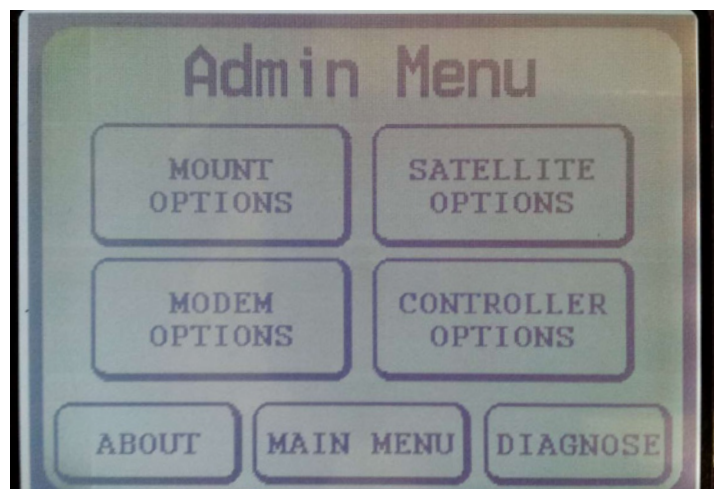 Admin Menu
MOUNT
OPTIONS
SATELLITE
OPTIONS
MODEM
OPTIONS
CONTROLLER
OPTIONS
ABOUT
MAIN MENU
DIAGNOSE